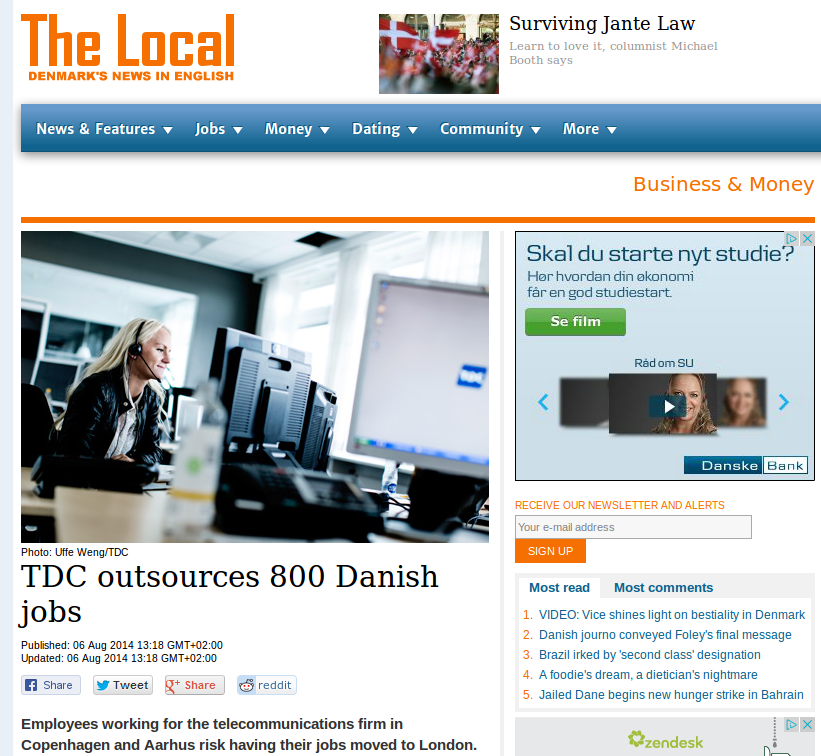 The Local
DENMARK'S NEWS IN ENGLISH
Surviving Jante Law
Learn to love it, columnist Michael
Booth says
News & Features Jobs Money Dating Community More
Business & Money
Photo: Uffe Weng/TDC
TDC outsources 800 Danish
jobs
Published: 06 Aug 2014 13:18 GMT+02:00
Updated: 06 Aug 2014 13:18 GMT+02:00
Share Tweet Share reddit
Employees working for the telecommunications firm in
Copenhagen and Aarhus risk having their jobs moved to London.
Skal du starte nyt studie?
Hør hvordan din økonomi
får en god studiestart.
Se film
Råd om SU
Danske Bank
RECEIVE OUR NEWSLETTER AND ALERTS
Your e-mail address
SIGN UP
Most read Most comments
1. VIDEO: Vice shines light on bestiality in Denmark
2. Danish journo conveyed Foley's final message
3. Brazil irked by 'second class' designation
4. A foodie's dream, a dietician's nightmare
5. Jailed Dane begins new hunger strike in Bahrain
zendesk